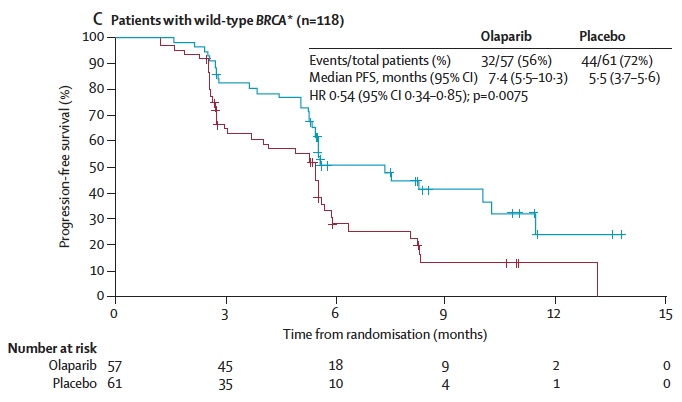 C Patients with wild-type BRCA* (n=118)
Olaparib Placebo
Events/total patients (%) 32/57 (56%) 44/61 (72%)
Median PFS, months (95% CI) 7·4 (5·5–10·3) 5·5 (3·7–5·6)
HR 0·54 (95% CI 0·34–0·85); p=0·0075
Progression-free survival (%)
100
90
80
70
60
50
40
30
20
10
0
0 3 6 9 12 15
Time from randomisation (months)
Number at risk
Olaparib 57 45 18 9 2 0
Placebo 61 35 10 4 1 0